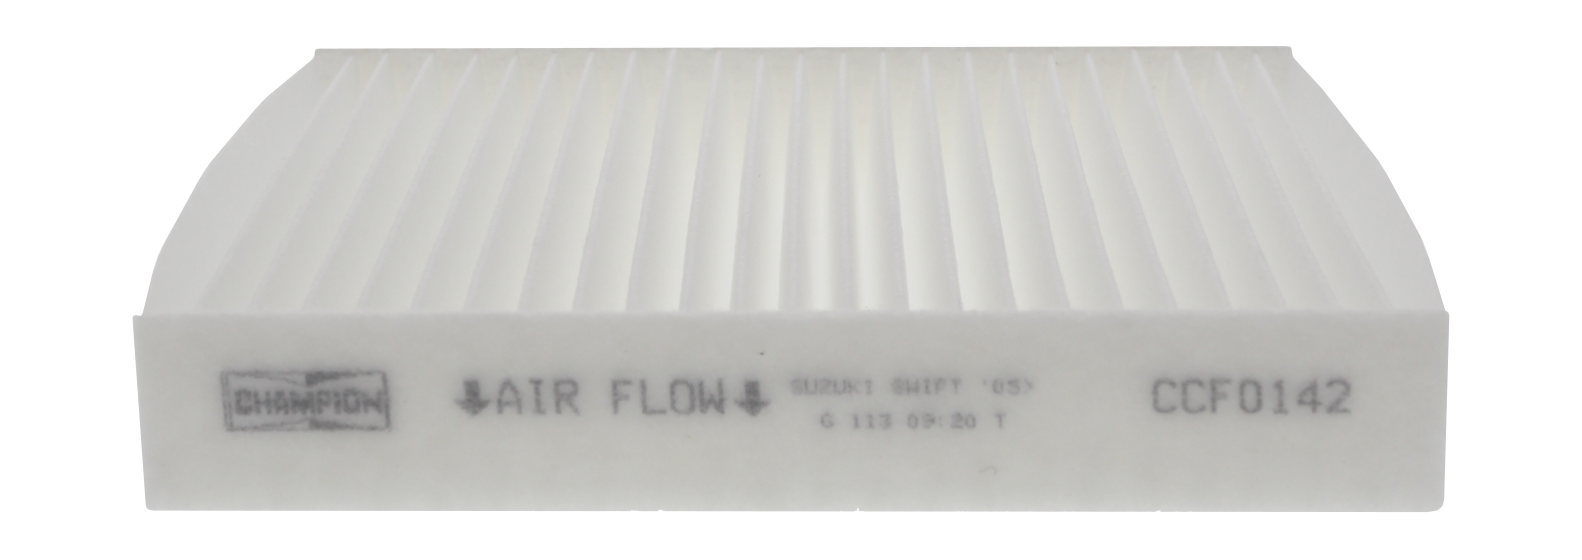 CHAMPION
↓AIR FLOW↓
SUZUKI SWIFT '05>
G 113 09:20 T
CCF0142